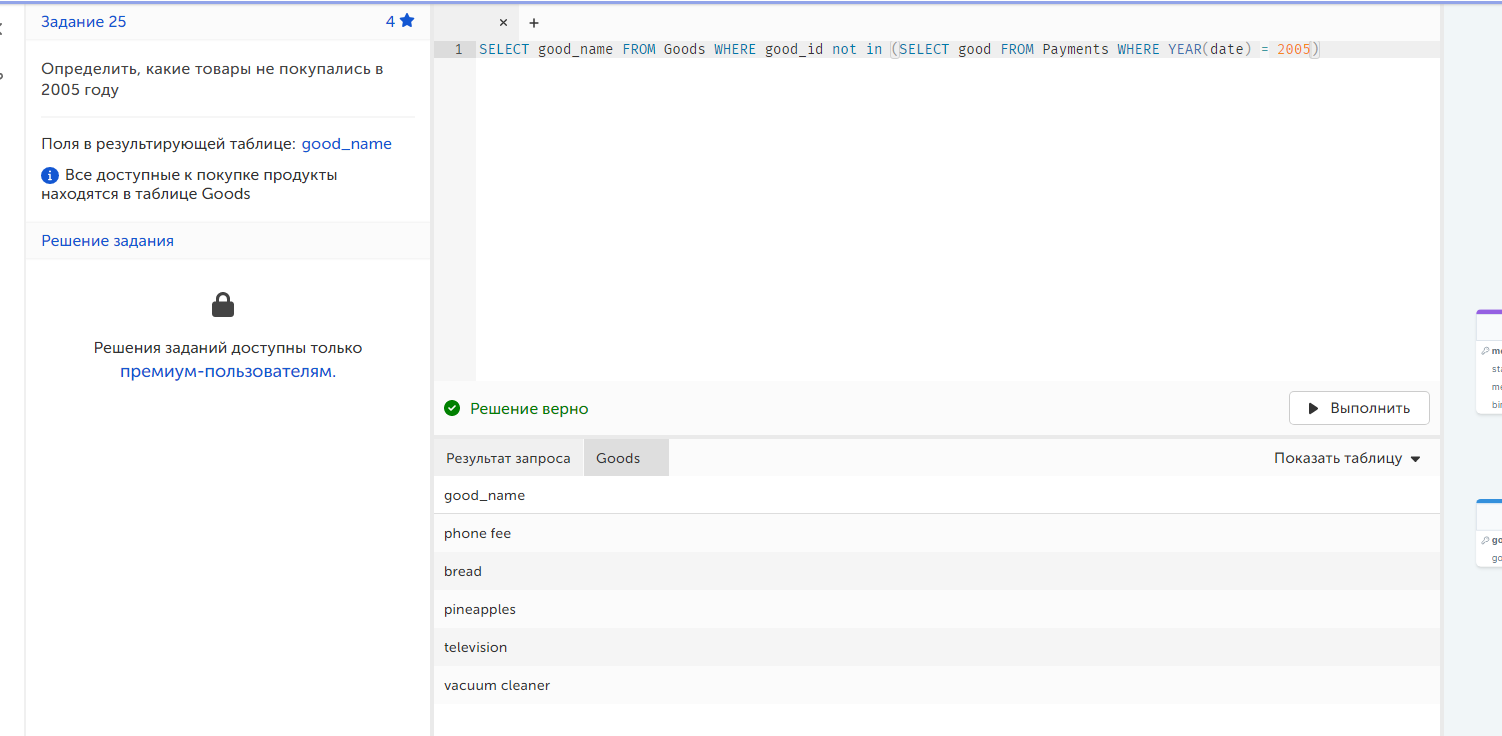 Задание 25
4
Определить, какие товары не покупались в
2005 году
Поля в результирующей таблице: good_name
Все доступные к покупке продукты
находятся в таблице Goods
Решение задания
Решения заданий доступны только
премиум-пользователям.
1 SELECT good_name FROM Goods WHERE good_id not in (SELECT good FROM Payments WHERE YEAR(date) = 2005)
Решение верно
Выполнить
Результат запроса
Goods
Показать таблицу
good_name
phone fee
bread
pineapples
television
vacuum cleaner